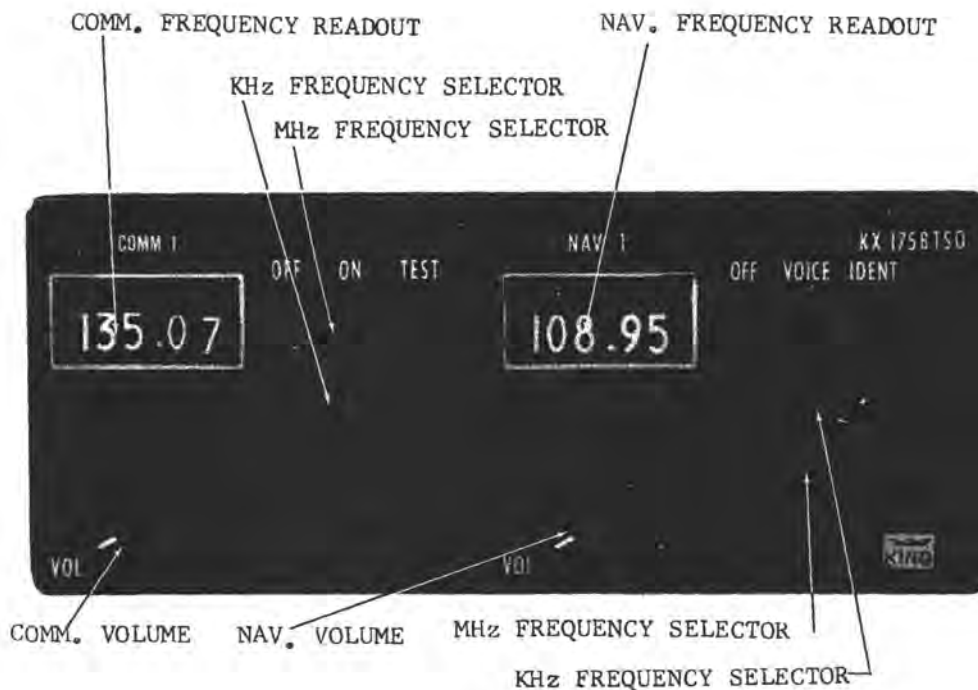 COMM. FREQUENCY READOUT
NAV. FREQUENCY READOUT
KHz FREQUENCY SELECTOR
MHz FREQUENCY SELECTOR
COMM 1
NAV 1
KX 175B TSO
OFF ON TEST
OFF VOICE IDENT
135.07
108.95
VOL
VOL
KING
COMM. VOLUME
NAV. VOLUME
MHz FREQUENCY SELECTOR
KHz FREQUENCY SELECTOR